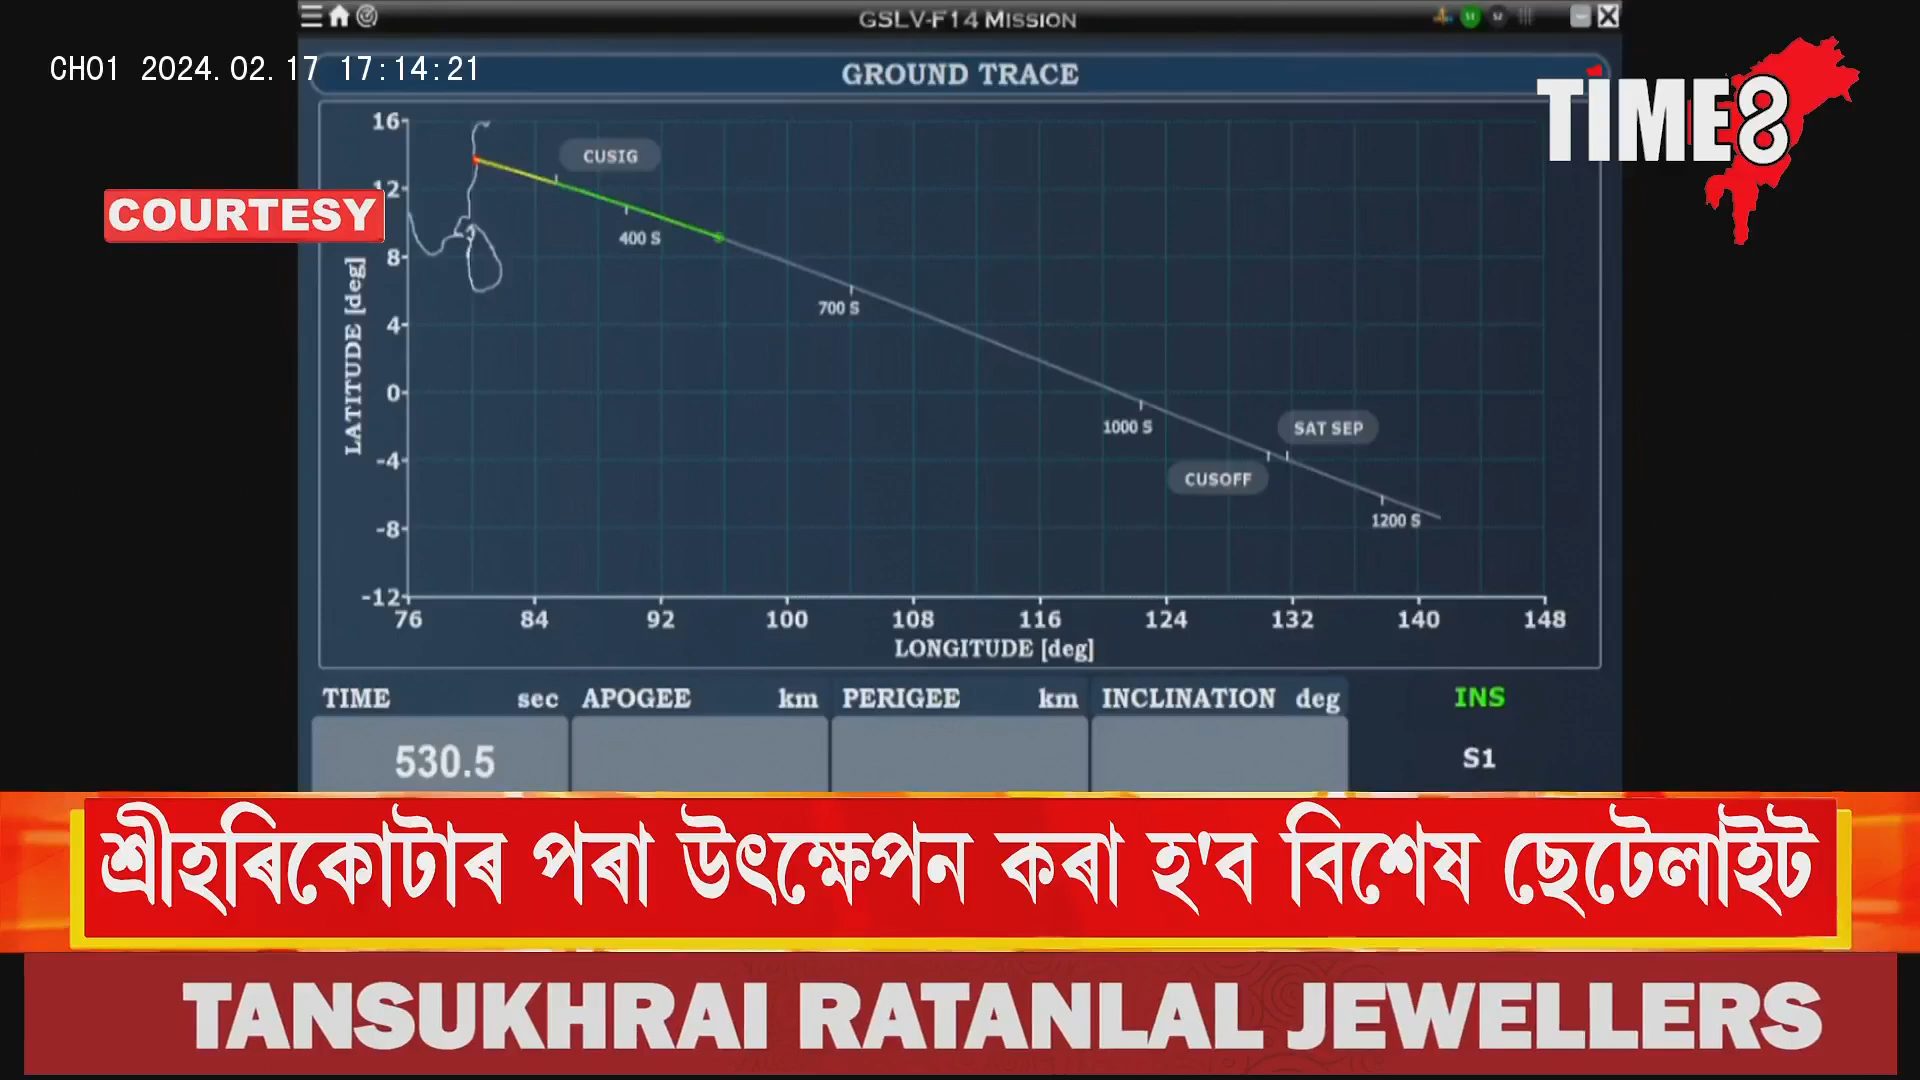 GSLV-F14 MISSION
S1
S2
CH01 2024.02.17 17:14:21
GROUND TRACE
TIME8
COURTESY
16
12
8
4
0
-4
-8
-12
LATITUDE [deg]
CUSIG
400 S
700 S
1000 S
SAT SEP
CUSOFF
1200 S
76 84 92 100 108 116 124 132 140 148
LONGITUDE [deg]
TIME sec APOGEE km PERIGEE km INCLINATION deg INS
530.5 S1
শ্ৰীহৰিকোটাৰ পৰা উৎক্ষেপন কৰা হ'ব বিশেষ ছেটেলাইট
TANSUKHRAI RATANLAL JEWELLERS